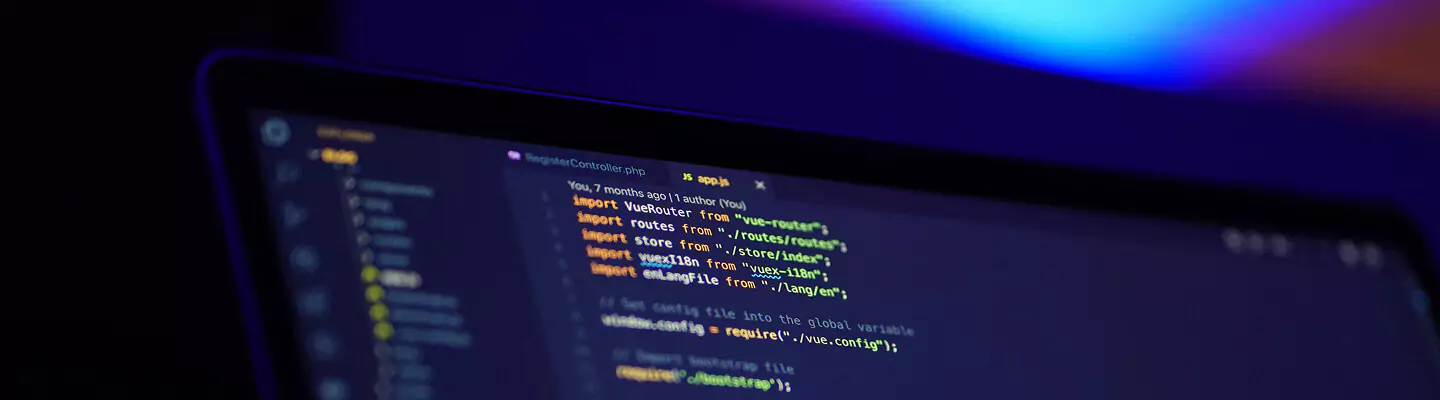 EXPLORER
RegisterController.php
JS app.js
You, 7 months ago | 1 author (You)
import VueRouter from "vue-router";
import routes from "./routes/routes";
import store from "./store/index";
import vuexI18n from "vuex-i18n";
import enLangFile from "./lang/en";
// Set config file into the global variable
window.config = require("./vue.config");
// Import bootstrap file
require("./bootstrap");